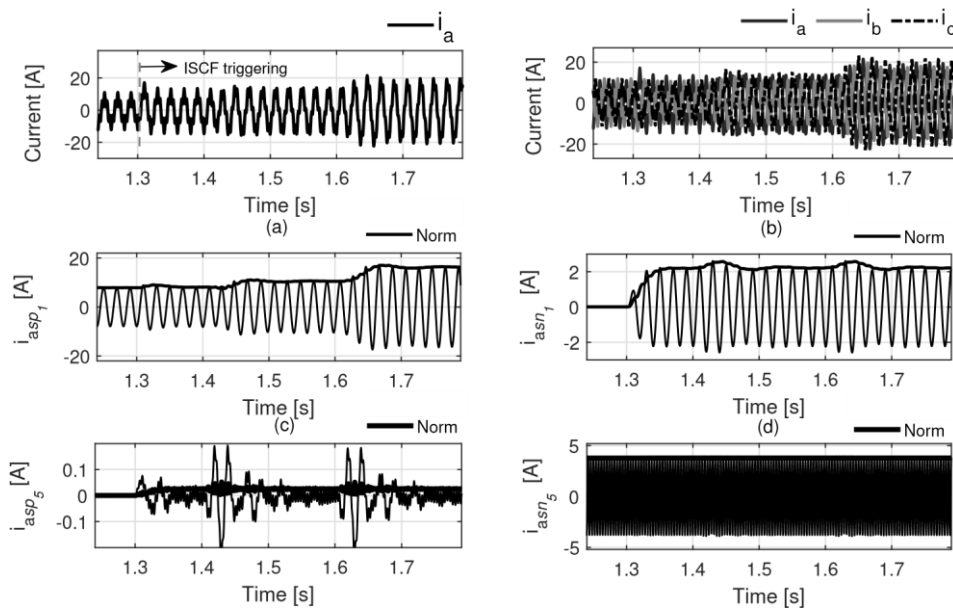 i_a
Current [A]
20
0
-20
ISCF triggering
1.3 1.4 1.5 1.6 1.7
Time [s]
(a)
i_a i_b i_c
Current [A]
20
0
-20
1.3 1.4 1.5 1.6 1.7
Time [s]
(b)
Norm
i_asp_1 [A]
20
0
-20
1.3 1.4 1.5 1.6 1.7
Time [s]
(c)
Norm
i_asn_1 [A]
2
0
-2
1.3 1.4 1.5 1.6 1.7
Time [s]
(d)
Norm
i_asp_5 [A]
0.1
0
-0.1
1.3 1.4 1.5 1.6 1.7
Time [s]
Norm
i_asn_5 [A]
5
0
-5
1.3 1.4 1.5 1.6 1.7
Time [s]